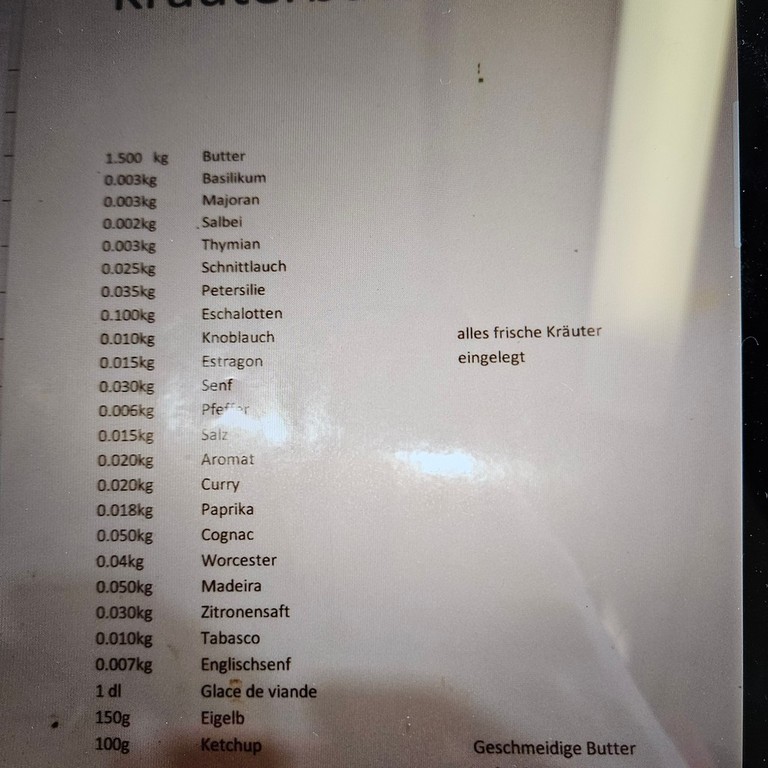 1.500 kg Butter
0.003kg Basilikum
0.003kg Majoran
0.002kg Salbei
0.003kg Thymian
0.025kg Schnittlauch
0.035kg Petersilie
0.100kg Eschalotten
0.010kg Knoblauch alles frische Kräuter
0.015kg Estragon eingelegt
0.030kg Senf
0.006kg Pfeffer
0.015kg Salz
0.020kg Aromat
0.020kg Curry
0.018kg Paprika
0.050kg Cognac
0.04kg Worcester
0.050kg Madeira
0.030kg Zitronensaft
0.010kg Tabasco
0.007kg Englischsenf
1 dl Glace de viande
150g Eigelb
100g Ketchup Geschmeidige Butter